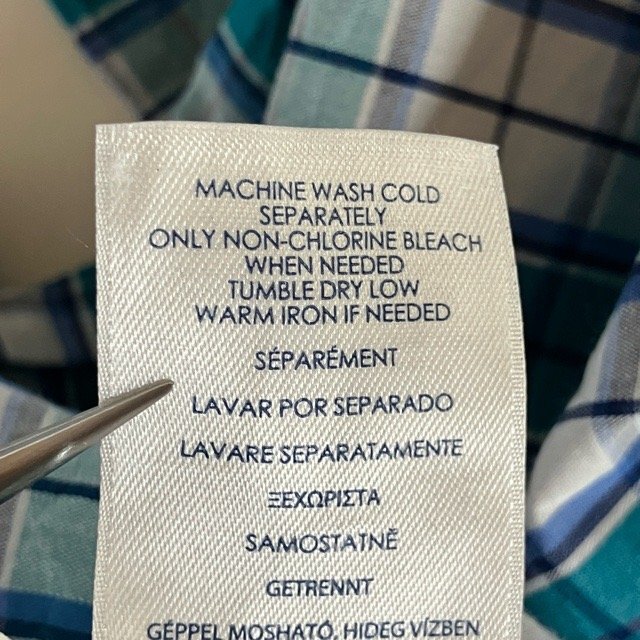 MACHINE WASH COLD
SEPARATELY
ONLY NON-CHLORINE BLEACH
WHEN NEEDED
TUMBLE DRY LOW
WARM IRON IF NEEDED
SÉPARÉMENT
LAVAR POR SEPARADO
LAVARE SEPARATAMENTE
ΞΕΧΩΡΙΣΤΑ
SAMOSTATNĚ
GETRENNT
GÉPPEL MOSHATÓ, HIDEG VÍZBEN